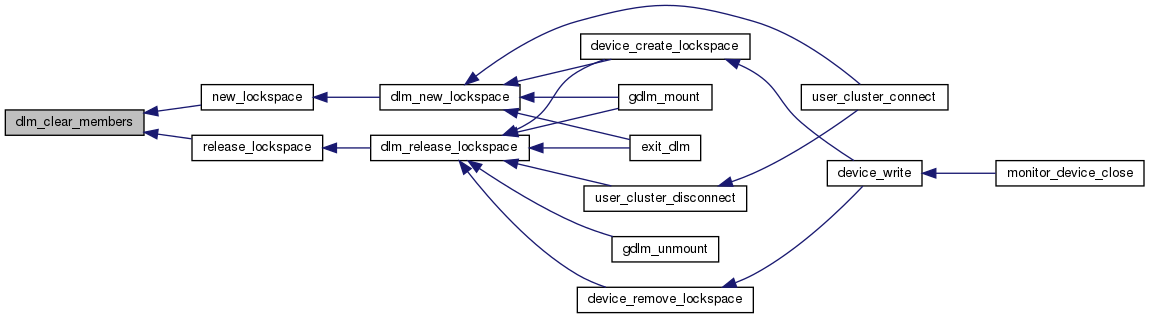 dlm_clear_members
new_lockspace
release_lockspace
dlm_new_lockspace
dlm_release_lockspace
device_create_lockspace
gdlm_mount
exit_dlm
user_cluster_disconnect
gdlm_unmount
device_remove_lockspace
user_cluster_connect
device_write
monitor_device_close